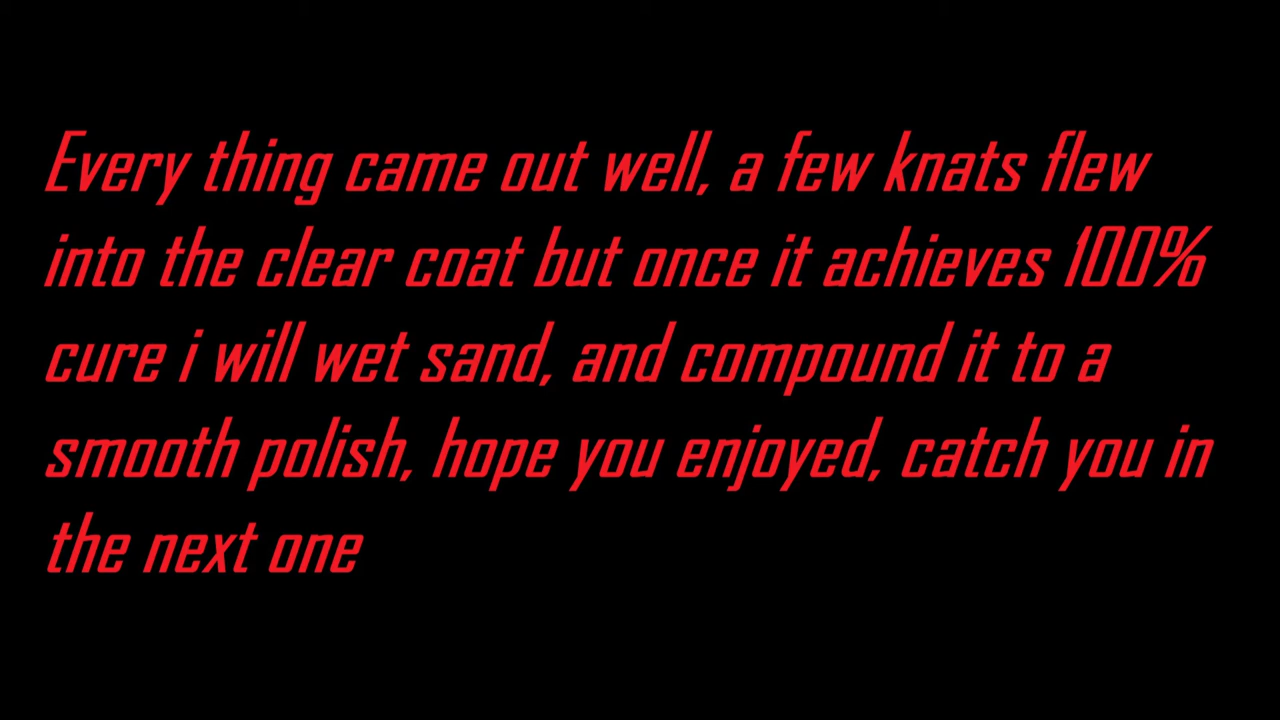 Every thing came out well, a few knats flew
into the clear coat but once it achieves 100%
cure i will wet sand, and compound it to a
smooth polish, hope you enjoyed, catch you in
the next one